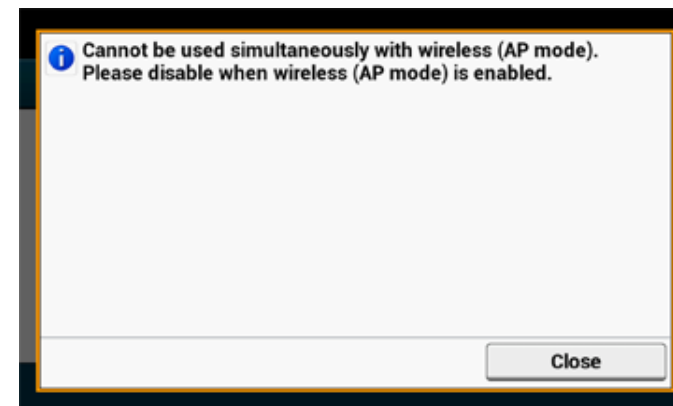 Cannot be used simultaneously with wireless (AP mode).
Please disable when wireless (AP mode) is enabled.
Close